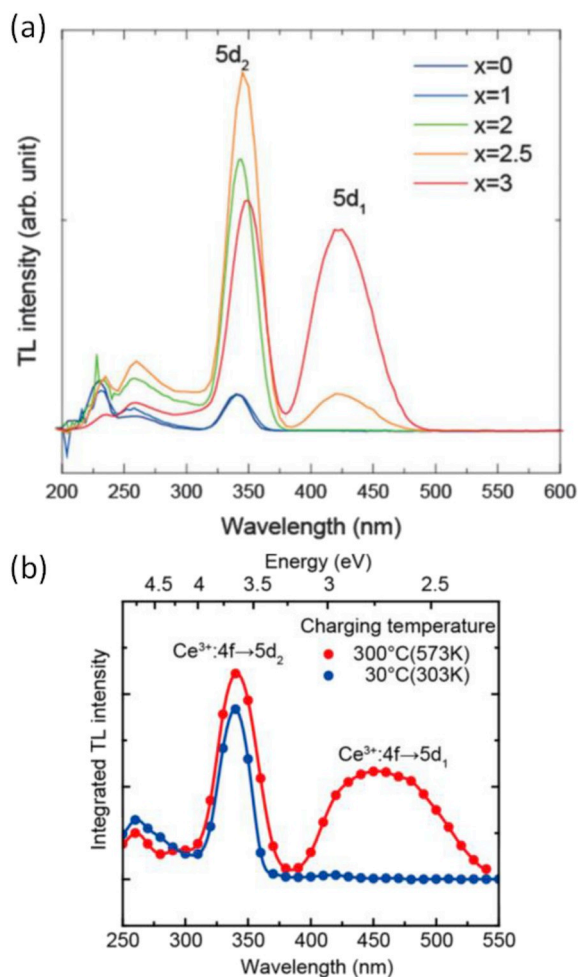 (a)
5d₂
5d₁
x=0
x=1
x=2
x=2.5
x=3
TL intensity (arb. unit)
200 250 300 350 400 450 500 550 600
Wavelength (nm)
(b)
Energy (eV)
4.5 4 3.5 3 2.5
Charging temperature
300°C(573K)
30°C(303K)
Ce³⁺:4f→5d₂
Ce³⁺:4f→5d₁
Integrated TL intensity
250 300 350 400 450 500 550
Wavelength (nm)